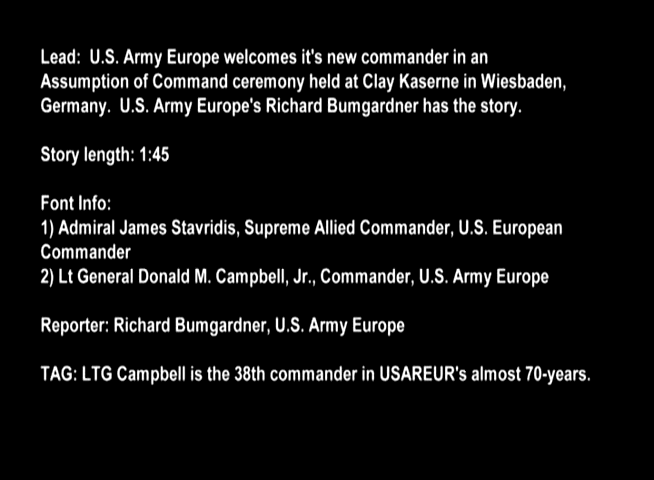 Lead:  U.S. Army Europe welcomes it's new commander in an
Assumption of Command ceremony held at Clay Kaserne in Wiesbaden,
Germany.  U.S. Army Europe's Richard Bumgardner has the story.
Story length: 1:45
Font Info:
1) Admiral James Stavridis, Supreme Allied Commander, U.S. European
Commander
2) Lt General Donald M. Campbell, Jr., Commander, U.S. Army Europe
Reporter: Richard Bumgardner, U.S. Army Europe
TAG: LTG Campbell is the 38th commander in USAREUR's almost 70-years.